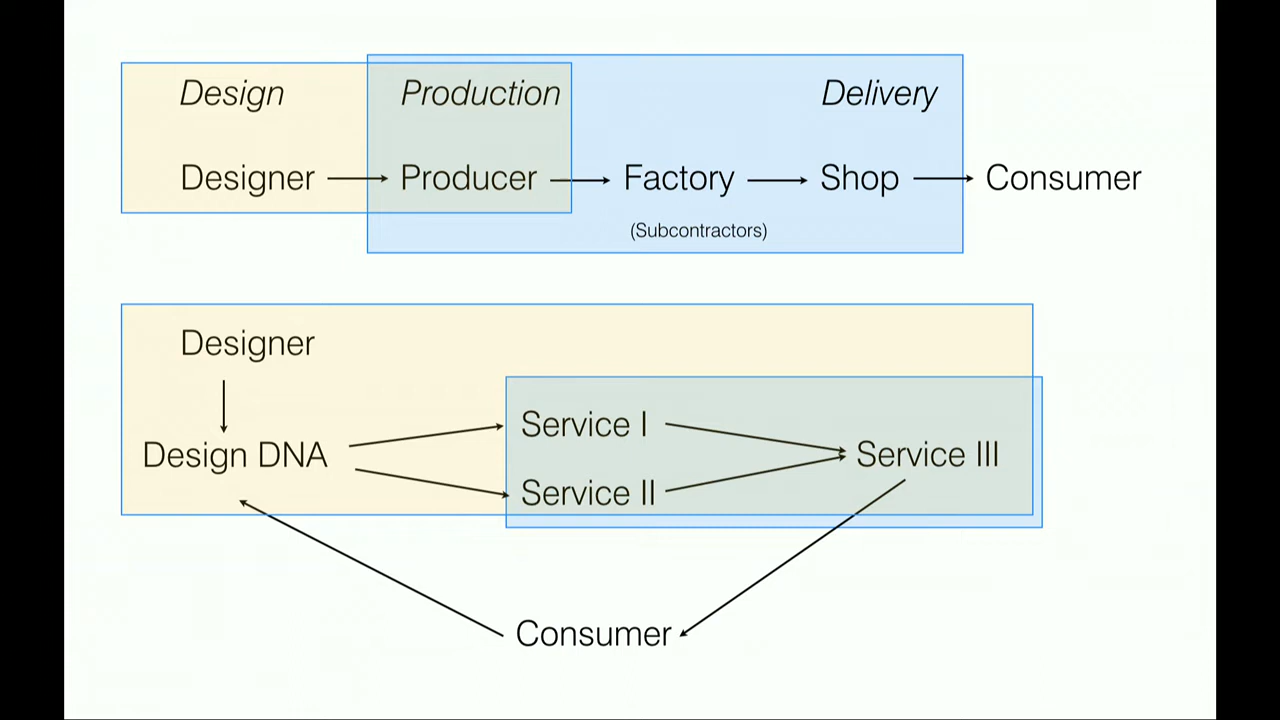 Design Production Delivery
Designer Producer Factory Shop Consumer
(Subcontractors)
Designer
Service I
Design DNA Service III
Service II
Consumer